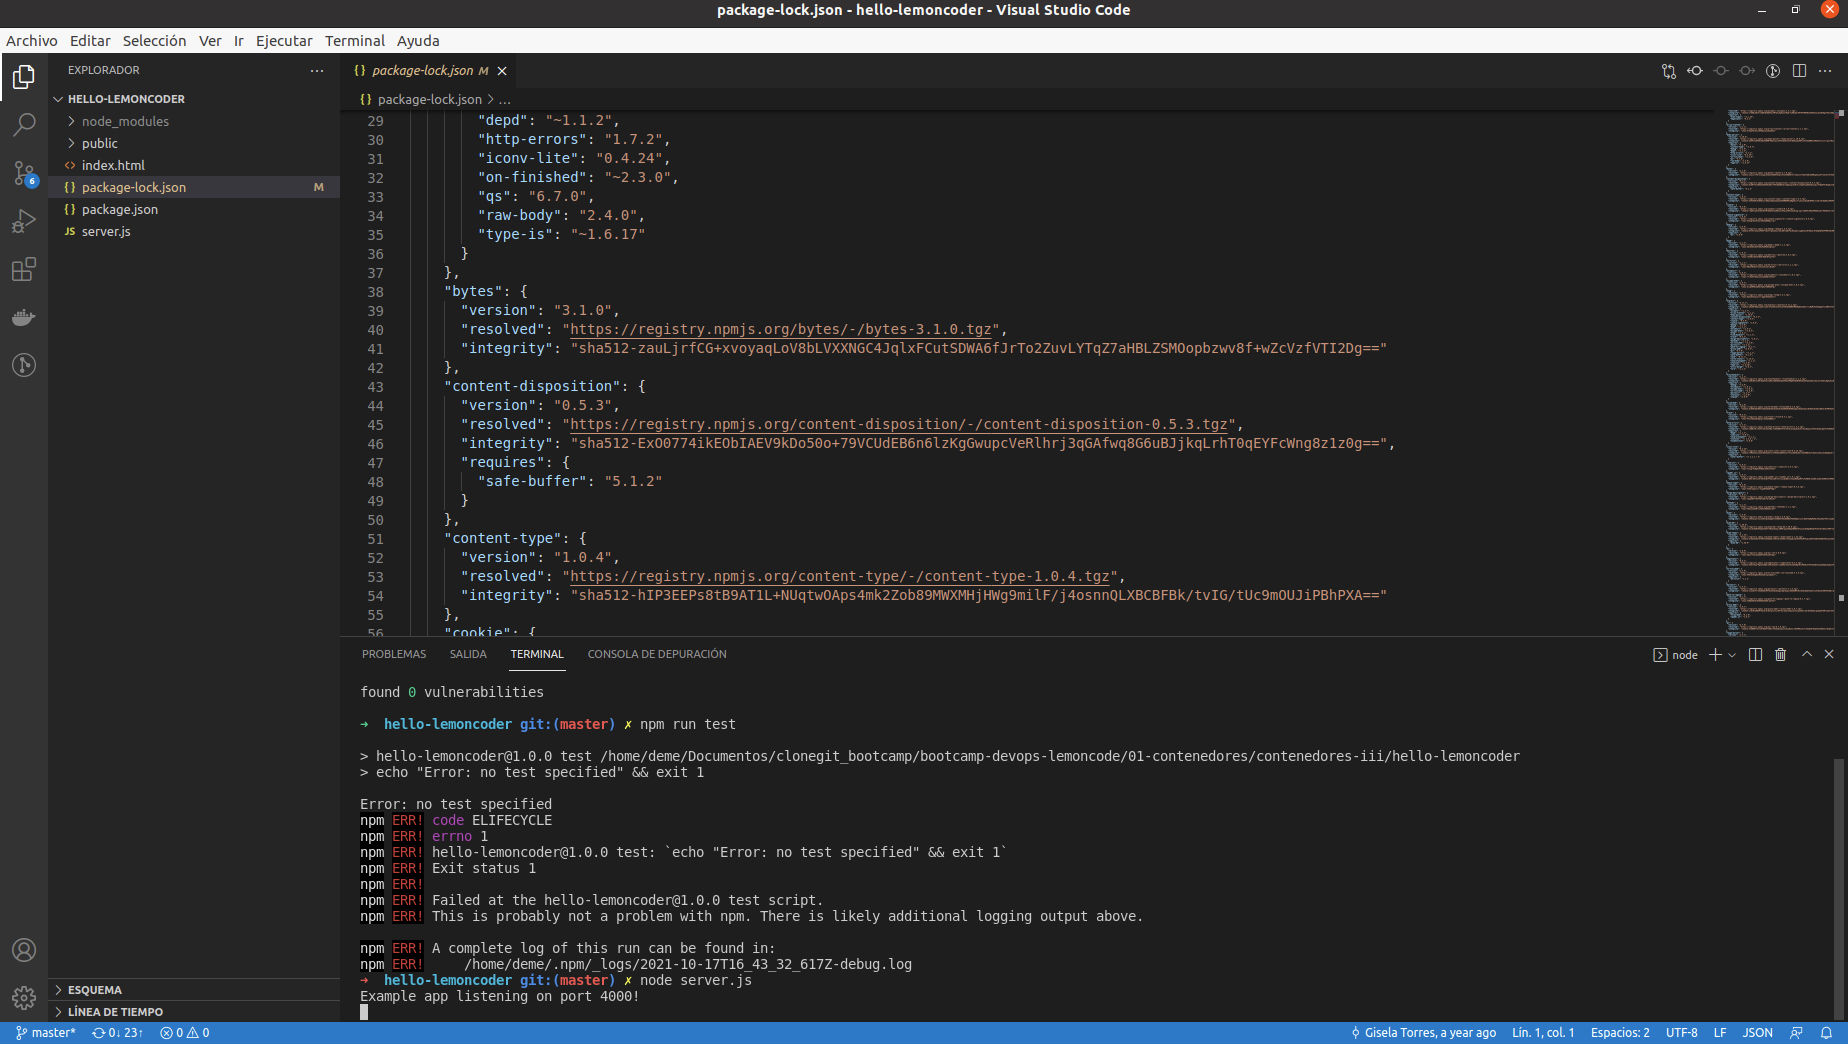 package-lock.json - hello-lemoncoder - Visual Studio Code
Archivo Editar Selección Ver Ir Ejecutar Terminal Ayuda
EXPLORADOR
HELLO-LEMONCODER
node_modules
public
<> index.html
{} package-lock.json M
{} package.json
JS server.js
6
ESQUEMA
LÍNEA DE TIEMPO
{} package-lock.json M
{} package-lock.json > ...
29 "depd": "~1.1.2",
30 "http-errors": "1.7.2",
31 "iconv-lite": "0.4.24",
32 "on-finished": "~2.3.0",
33 "qs": "6.7.0",
34 "raw-body": "2.4.0",
35 "type-is": "~1.6.17"
36 }
37 },
38 "bytes": {
39 "version": "3.1.0",
40 "resolved": "https://registry.npmjs.org/bytes/-/bytes-3.1.0.tgz",
41 "integrity": "sha512-zauLjrfCG+xvoyaqLoV8bLVXXNGC4JqlxFCutSDWA6fJrTo2ZuvLYTqZ7aHBLZSMOopbzwv8f+wZcVzfVTI2Dg=="
42 },
43 "content-disposition": {
44 "version": "0.5.3",
45 "resolved": "https://registry.npmjs.org/content-disposition/-/content-disposition-0.5.3.tgz",
46 "integrity": "sha512-ExO0774ikEObIAEV9kDo50o+79VCUdEB6n6lzKgGwupcVeRlhrj3qGAfwq8G6uBJjkqLrhT0qEYFcWng8z1z0g==",
47 "requires": {
48 "safe-buffer": "5.1.2"
49 }
50 },
51 "content-type": {
52 "version": "1.0.4",
53 "resolved": "https://registry.npmjs.org/content-type/-/content-type-1.0.4.tgz",
54 "integrity": "sha512-hIP3EEPs8tB9AT1L+NUqtwOAps4mk2Zob89MWXMHjHWg9milF/j4osnnQLXBCBFBk/tvIG/tUc9mOUJiPBhPXA=="
55 },
56 "cookie": {
PROBLEMAS SALIDA TERMINAL CONSOLA DE DEPURACIÓN node
found 0 vulnerabilities
➜ hello-lemoncoder git:(master) ✗ npm run test
> hello-lemoncoder@1.0.0 test /home/deme/Documentos/clonegit_bootcamp/bootcamp-devops-lemoncode/01-contenedores/contenedores-iii/hello-lemoncoder
> echo "Error: no test specified" && exit 1
Error: no test specified
npm ERR! code ELIFECYCLE
npm ERR! errno 1
npm ERR! hello-lemoncoder@1.0.0 test: `echo "Error: no test specified" && exit 1`
npm ERR! Exit status 1
npm ERR!
npm ERR! Failed at the hello-lemoncoder@1.0.0 test script.
npm ERR! This is probably not a problem with npm. There is likely additional logging output above.
npm ERR! A complete log of this run can be found in:
npm ERR! /home/deme/.npm/_logs/2021-10-17T16_43_32_617Z-debug.log
➜ hello-lemoncoder git:(master) ✗ node server.js
Example app listening on port 4000!
master* 0↓ 23↑ 0 0 Gisela Torres, a year ago Lín. 1, col. 1 Espacios: 2 UTF-8 LF JSON